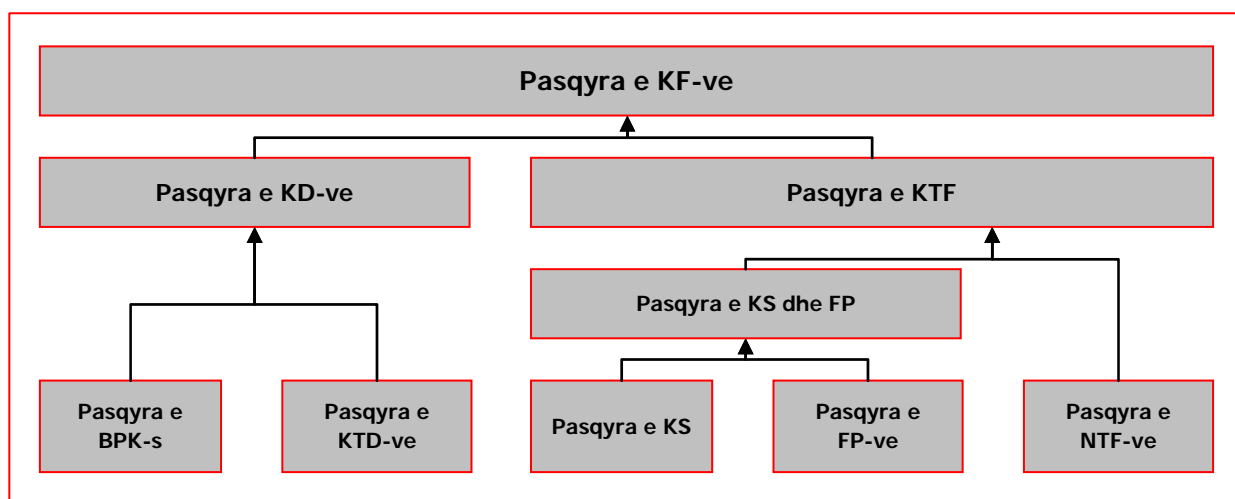 Pasqyra e KF-ve
Pasqyra e KD-ve
Pasqyra e KTF
Pasqyra e KS dhe FP
Pasqyra e
BPK-s
Pasqyra e
KTD-ve
Pasqyra e KS
Pasqyra e
FP-ve
Pasqyra e
NTF-ve